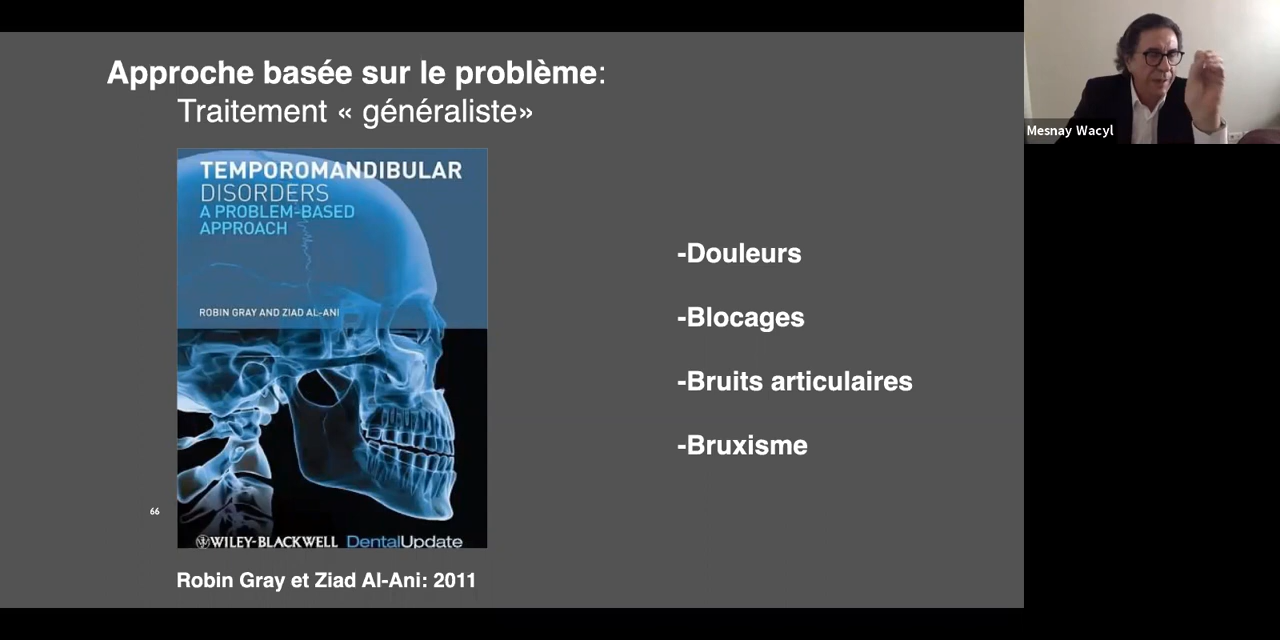 Approche basée sur le problème:
Traitement « généraliste»
TEMPOROMANDIBULAR
DISORDERS
A PROBLEM-BASED
APPROACH
ROBIN GRAY AND ZIAD AL-ANI
WILEY-BLACKWELL DentalUpdate
Robin Gray et Ziad Al-Ani: 2011
66
-Douleurs
-Blocages
-Bruits articulaires
-Bruxisme
Mesnay Wacyl